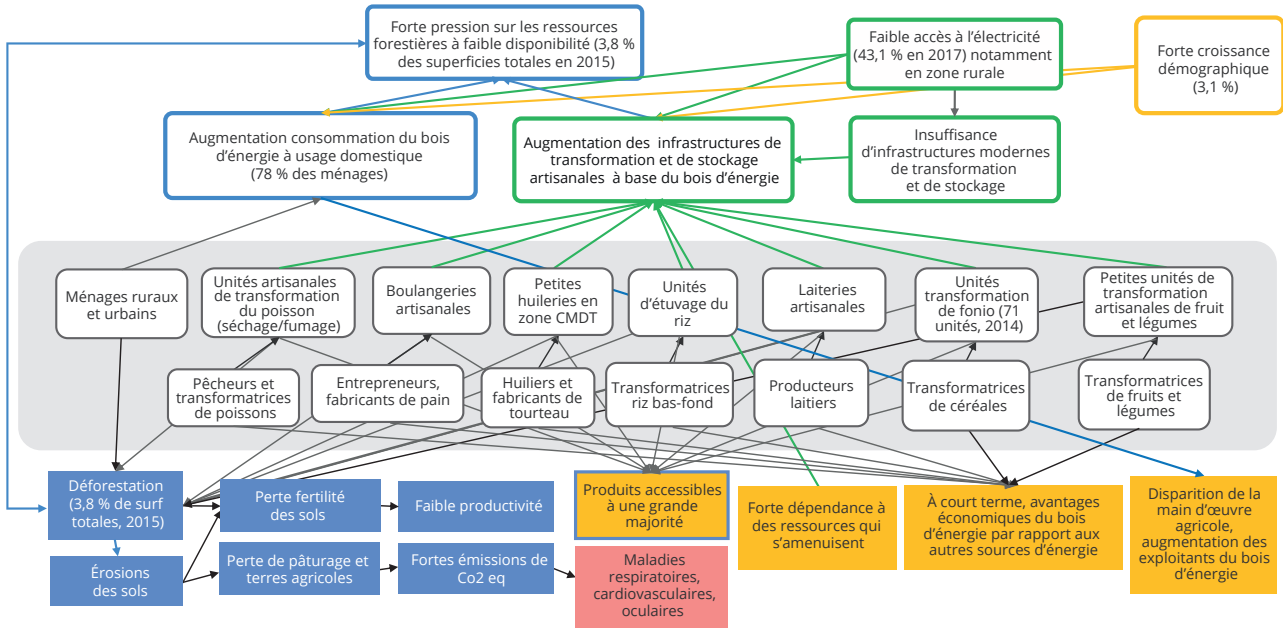 Forte pression sur les ressources
forestières à faible disponibilité (3,8 %
des superficies totales en 2015)
Faible accès à l'électricité
(43,1 % en 2017) notamment
en zone rurale
Forte croissance
démographique
(3,1 %)
Augmentation consommation du bois
d'énergie à usage domestique
(78 % des ménages)
Augmentation des infrastructures de
transformation et de stockage
artisanales à base du bois d'énergie
Insuffisance
d'infrastructures modernes
de transformation
et de stockage
Ménages ruraux
et urbains
Unités artisanales
de transformation
du poisson
(séchage/fumage)
Boulangeries
artisanales
Petites
huileries en
zone CMDT
Unités
d'étuvage du
riz
Laiteries
artisanales
Unités
transformation
de fonio (71
unités, 2014)
Petites unités de
transformation
artisanales de fruit
et légumes
Pêcheurs et
transformatrices
de poissons
Entrepreneurs,
fabricants de pain
Huiliers et
fabricants de
tourteau
Transformatrices
riz bas-fond
Producteurs
laitiers
Transformatrices
de céréales
Transformatrices
de fruits et
légumes
Déforestation
(3,8 % de surf
totales, 2015)
Perte fertilité
des sols
Faible productivité
Produits accessibles
à une grande
majorité
Forte dépendance à
des ressources qui
s'amenuisent
À court terme, avantages
économiques du bois
d'énergie par rapport aux
autres sources d'énergie
Disparition de la
main d'œuvre
agricole,
augmentation des
exploitants du bois
d'énergie
Érosions
des sols
Perte de pâturage et
terres agricoles
Fortes émissions de
Co2 eq
Maladies
respiratoires,
cardiovasculaires,
oculaires